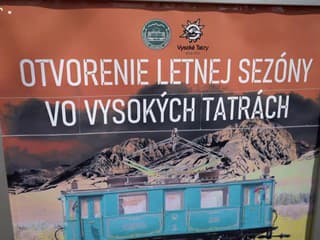 Vysoké Tatry
OTVORENIE LETNEJ SEZÓNY
VO VYSOKÝCH TATRÁCH